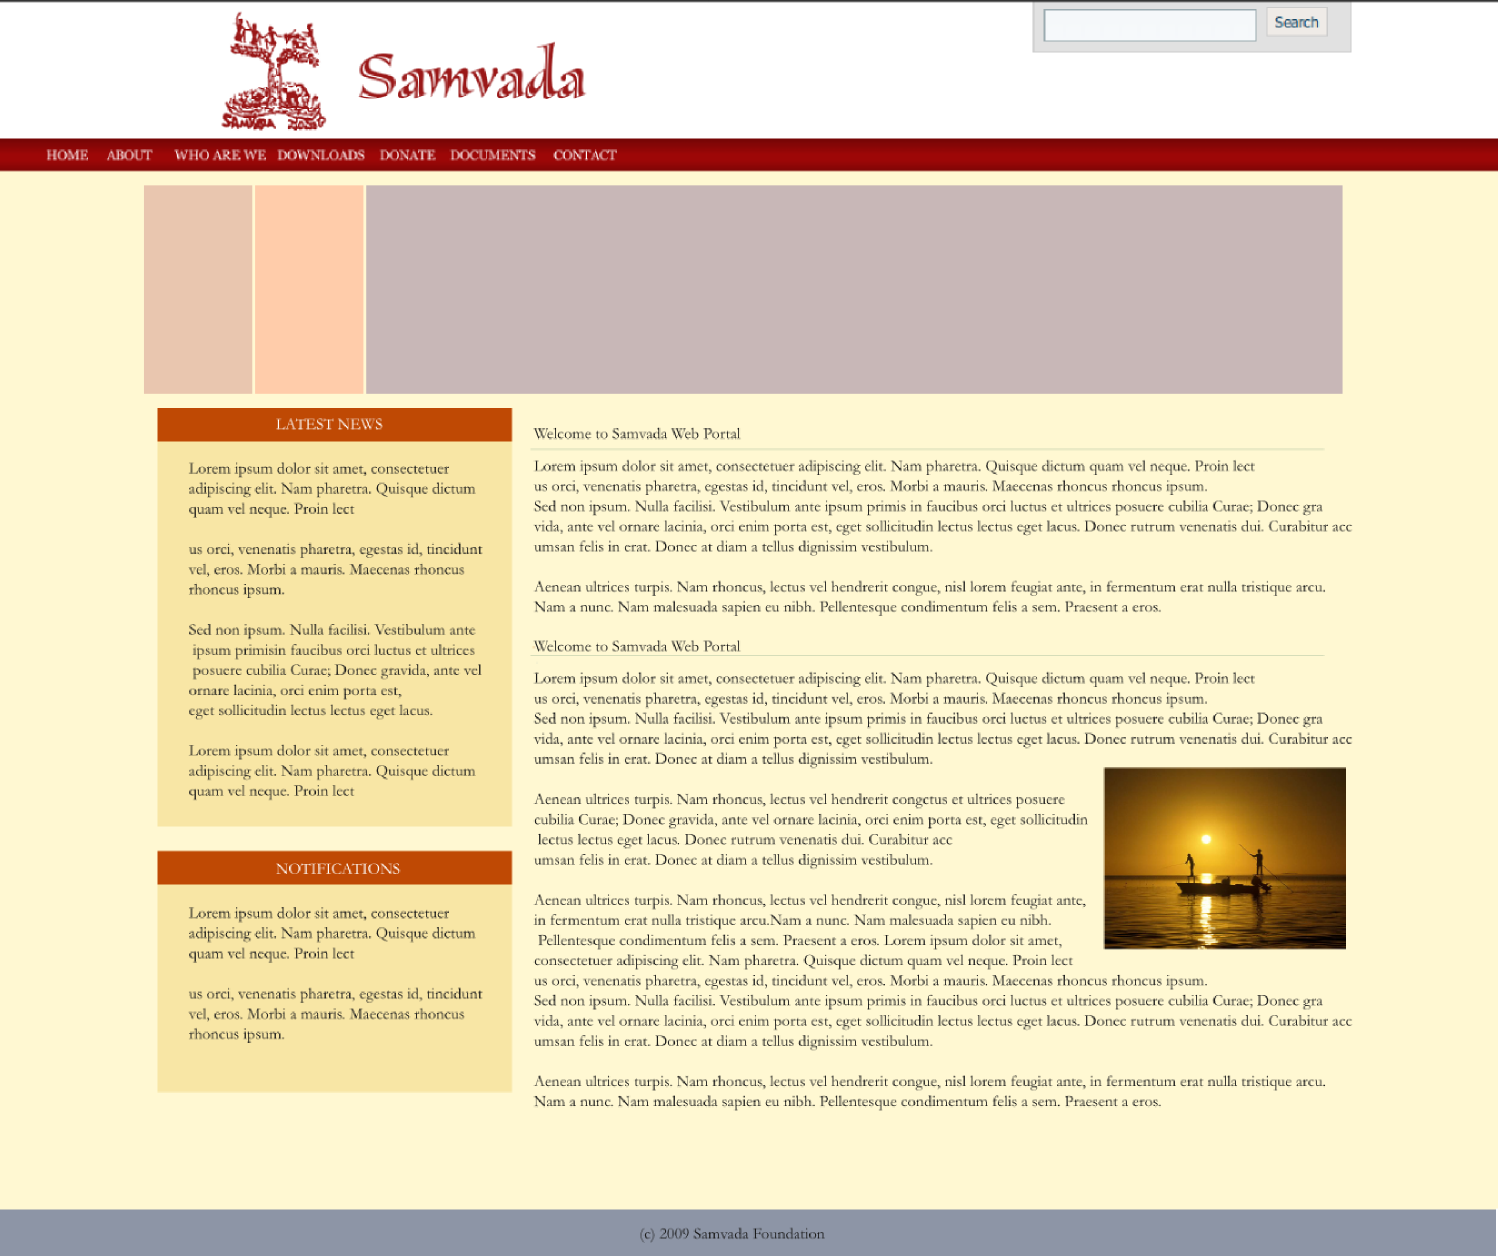 Search
SAMVADA
Samvada
HOME ABOUT WHO ARE WE DOWNLOADS DONATE DOCUMENTS CONTACT
LATEST NEWS
Lorem ipsum dolor sit amet, consectetuer
adipiscing elit. Nam pharetra. Quisque dictum
quam vel neque. Proin lect
us orci, venenatis pharetra, egestas id, tincidunt
vel, eros. Morbi a mauris. Maecenas rhoncus
rhoncus ipsum.
Sed non ipsum. Nulla facilisi. Vestibulum ante
ipsum primisin faucibus orci luctus et ultrices
posuere cubilia Curae; Donec gravida, ante vel
ornare lacinia, orci enim porta est,
eget sollicitudin lectus lectus eget lacus.
Lorem ipsum dolor sit amet, consectetuer
adipiscing elit. Nam pharetra. Quisque dictum
quam vel neque. Proin lect
NOTIFICATIONS
Lorem ipsum dolor sit amet, consectetuer
adipiscing elit. Nam pharetra. Quisque dictum
quam vel neque. Proin lect
us orci, venenatis pharetra, egestas id, tincidunt
vel, eros. Morbi a mauris. Maecenas rhoncus
rhoncus ipsum.
Welcome to Samvada Web Portal
Lorem ipsum dolor sit amet, consectetuer adipiscing elit. Nam pharetra. Quisque dictum quam vel neque. Proin lect
us orci, venenatis pharetra, egestas id, tincidunt vel, eros. Morbi a mauris. Maecenas rhoncus rhoncus ipsum.
Sed non ipsum. Nulla facilisi. Vestibulum ante ipsum primis in faucibus orci luctus et ultrices posuere cubilia Curae; Donec gra
vida, ante vel ornare lacinia, orci enim porta est, eget sollicitudin lectus lectus eget lacus. Donec rutrum venenatis dui. Curabitur acc
umsan felis in erat. Donec at diam a tellus dignissim vestibulum.
Aenean ultrices turpis. Nam rhoncus, lectus vel hendrerit congue, nisl lorem feugiat ante, in fermentum erat nulla tristique arcu.
Nam a nunc. Nam malesuada sapien eu nibh. Pellentesque condimentum felis a sem. Praesent a eros.
Welcome to Samvada Web Portal
Lorem ipsum dolor sit amet, consectetuer adipiscing elit. Nam pharetra. Quisque dictum quam vel neque. Proin lect
us orci, venenatis pharetra, egestas id, tincidunt vel, eros. Morbi a mauris. Maecenas rhoncus rhoncus ipsum.
Sed non ipsum. Nulla facilisi. Vestibulum ante ipsum primis in faucibus orci luctus et ultrices posuere cubilia Curae; Donec gra
vida, ante vel ornare lacinia, orci enim porta est, eget sollicitudin lectus lectus eget lacus. Donec rutrum venenatis dui. Curabitur acc
umsan felis in erat. Donec at diam a tellus dignissim vestibulum.
Aenean ultrices turpis. Nam rhoncus, lectus vel hendrerit congctus et ultrices posuere
cubilia Curae; Donec gravida, ante vel ornare lacinia, orci enim porta est, eget sollicitudin
lectus lectus eget lacus. Donec rutrum venenatis dui. Curabitur acc
umsan felis in erat. Donec at diam a tellus dignissim vestibulum.
Aenean ultrices turpis. Nam rhoncus, lectus vel hendrerit congue, nisl lorem feugiat ante,
in fermentum erat nulla tristique arcu.Nam a nunc. Nam malesuada sapien eu nibh.
Pellentesque condimentum felis a sem. Praesent a eros. Lorem ipsum dolor sit amet,
consectetuer adipiscing elit. Nam pharetra. Quisque dictum quam vel neque. Proin lect
us orci, venenatis pharetra, egestas id, tincidunt vel, eros. Morbi a mauris. Maecenas rhoncus rhoncus ipsum.
Sed non ipsum. Nulla facilisi. Vestibulum ante ipsum primis in faucibus orci luctus et ultrices posuere cubilia Curae; Donec gra
vida, ante vel ornare lacinia, orci enim porta est, eget sollicitudin lectus lectus eget lacus. Donec rutrum venenatis dui. Curabitur acc
umsan felis in erat. Donec at diam a tellus dignissim vestibulum.
Aenean ultrices turpis. Nam rhoncus, lectus vel hendrerit congue, nisl lorem feugiat ante, in fermentum erat nulla tristique arcu.
Nam a nunc. Nam malesuada sapien eu nibh. Pellentesque condimentum felis a sem. Praesent a eros.
(c) 2009 Samvada Foundation